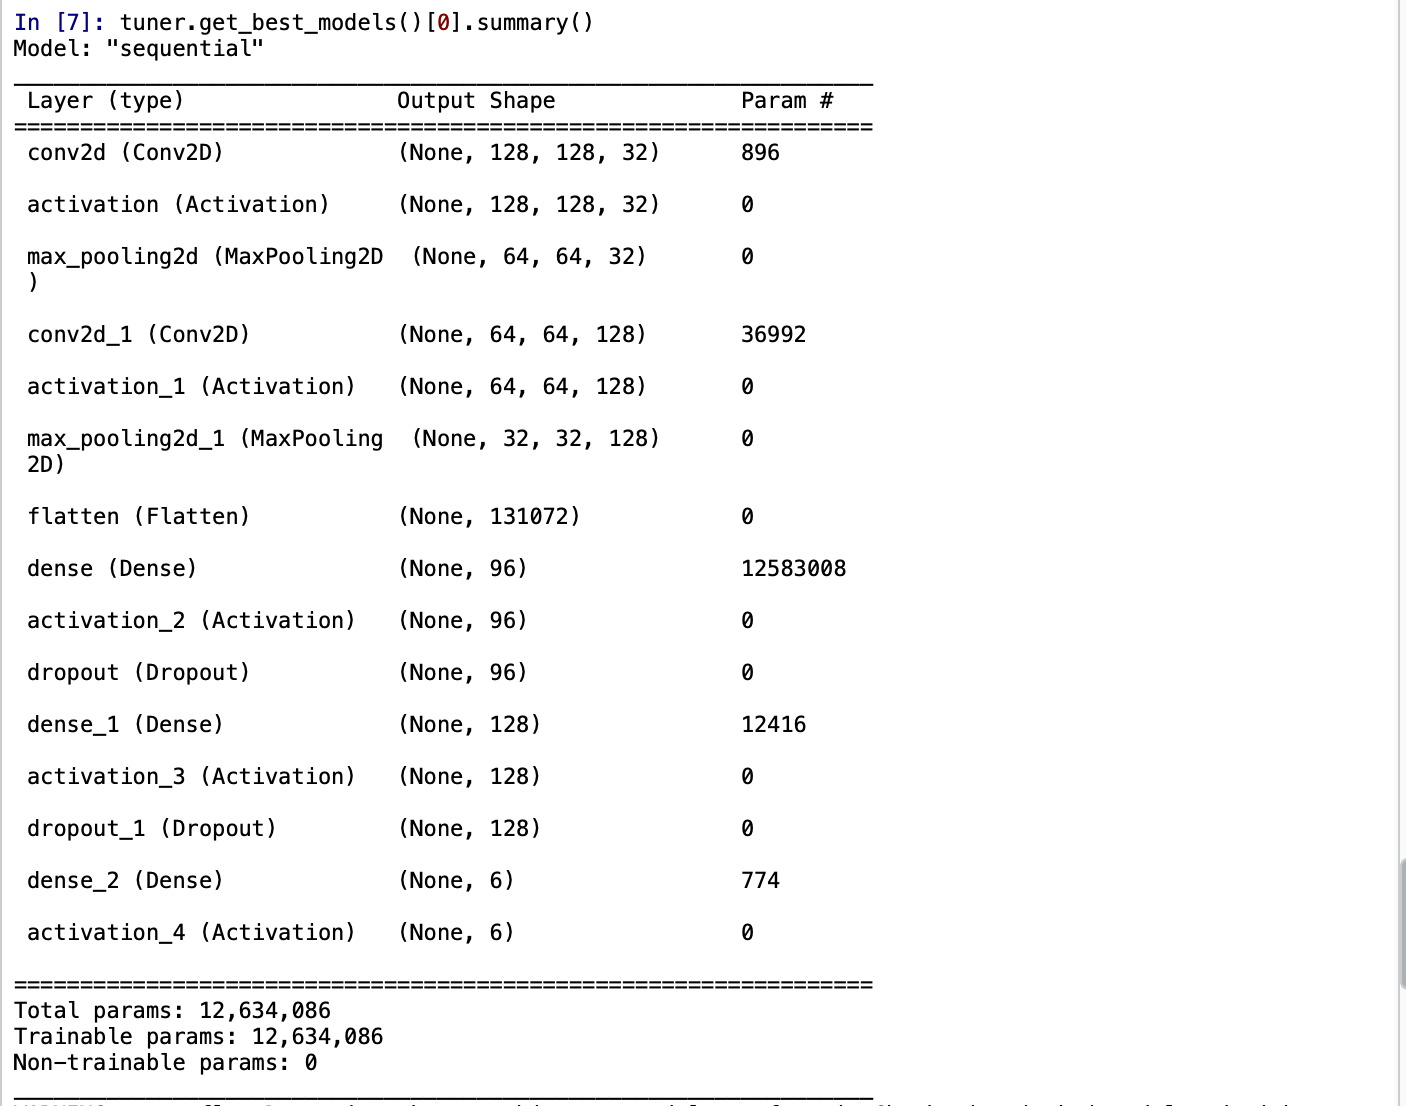 In [7]: tuner.get_best_models()[0].summary()
Model: "sequential"
Layer (type) Output Shape Param #
conv2d (Conv2D) (None, 128, 128, 32) 896
activation (Activation) (None, 128, 128, 32) 0
max_pooling2d (MaxPooling2D (None, 64, 64, 32) 0
)
conv2d_1 (Conv2D) (None, 64, 64, 128) 36992
activation_1 (Activation) (None, 64, 64, 128) 0
max_pooling2d_1 (MaxPooling (None, 32, 32, 128) 0
2D)
flatten (Flatten) (None, 131072) 0
dense (Dense) (None, 96) 12583008
activation_2 (Activation) (None, 96) 0
dropout (Dropout) (None, 96) 0
dense_1 (Dense) (None, 128) 12416
activation_3 (Activation) (None, 128) 0
dropout_1 (Dropout) (None, 128) 0
dense_2 (Dense) (None, 6) 774
activation_4 (Activation) (None, 6) 0
Total params: 12,634,086
Trainable params: 12,634,086
Non-trainable params: 0